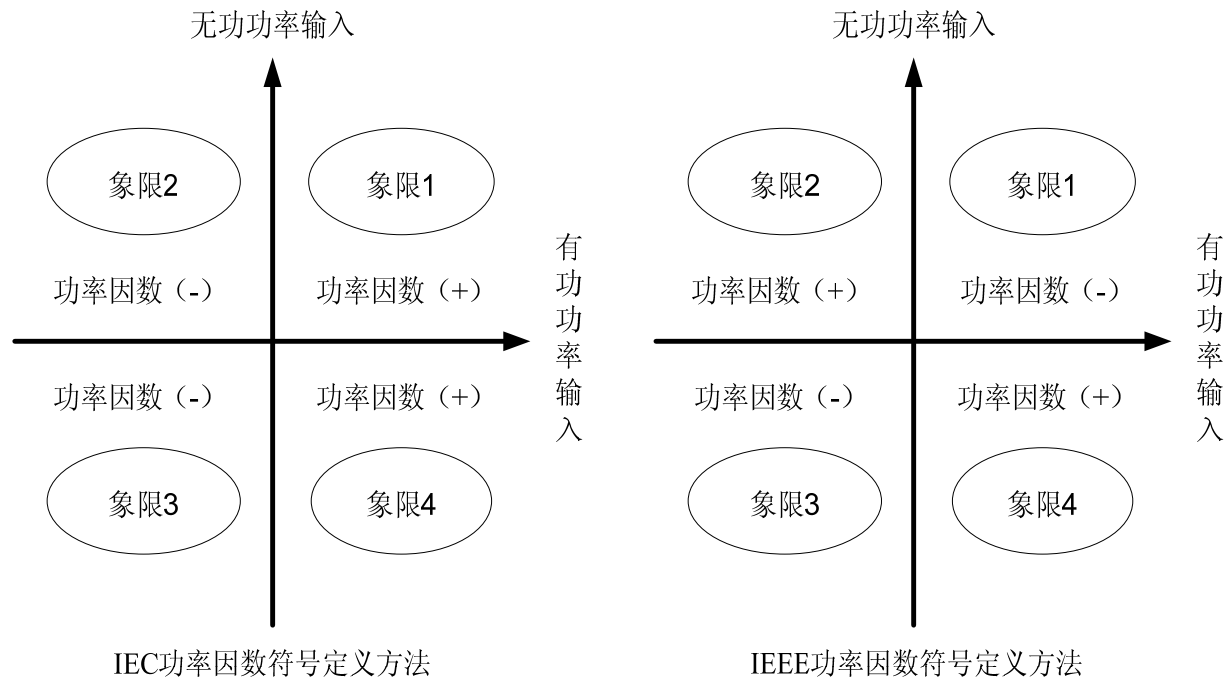 无功功率输入
象限2
象限1
功率因数（-）
功率因数（+）
有功功率输入
功率因数（-）
功率因数（+）
象限3
象限4
IEC功率因数符号定义方法
无功功率输入
象限2
象限1
功率因数（+）
功率因数（-）
有功功率输入
功率因数（-）
功率因数（+）
象限3
象限4
IEEE功率因数符号定义方法